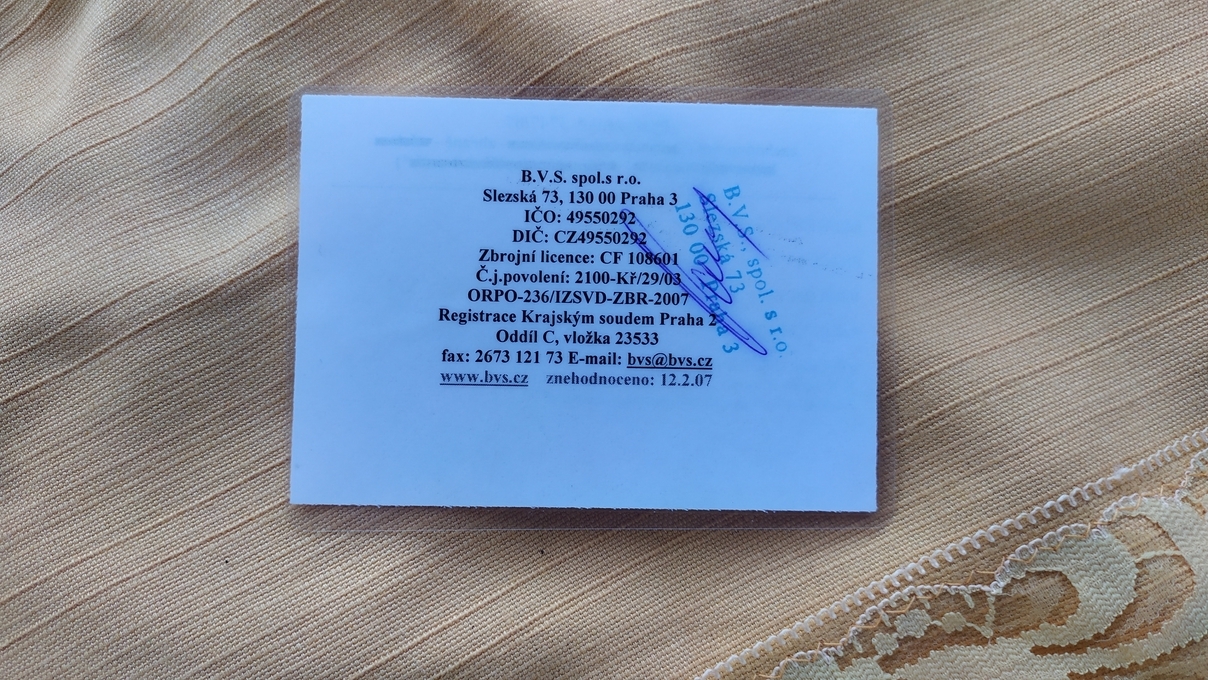 B.V.S. spol.s r.o.
Slezská 73, 130 00 Praha 3
IČO: 49550292
DIČ: CZ49550292
Zbrojní licence: CF 108601
Č.j.povolení: 2100-Kř/29/03
ORPO-236/IZSVD-ZBR-2007
Registrace Krajským soudem Praha 2
Oddíl C, vložka 23533
fax: 2673 121 73 E-mail: bvs@bvs.cz
www.bvs.cz znehodnoceno: 12.2.07
B.V.S., spol. s r.o.
Slezská 73
130 00 Praha 3